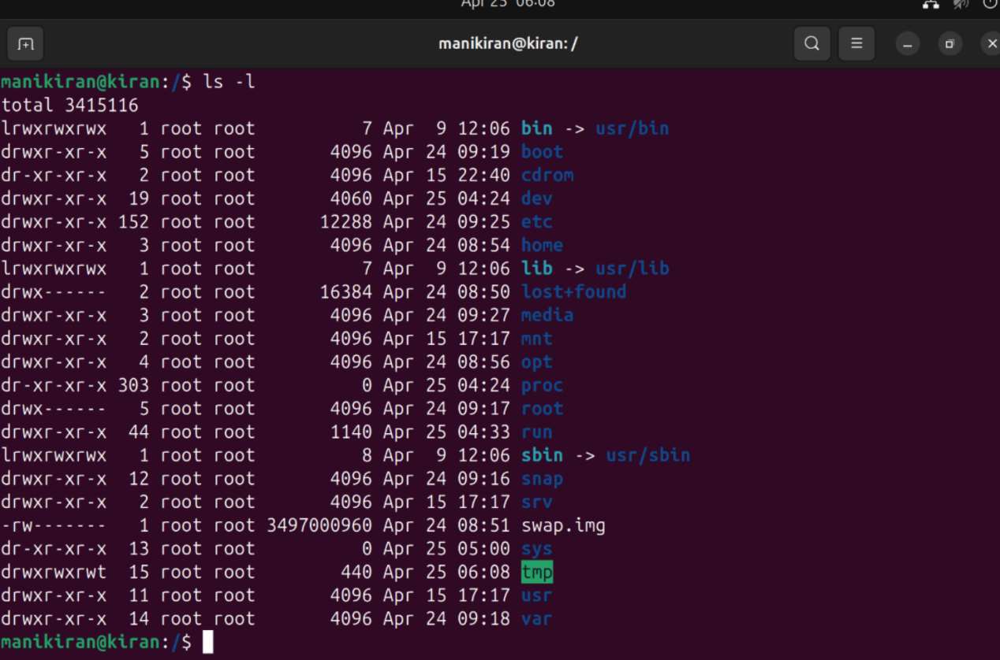 Apr 25 06:08
manikiran@kiran: /
manikiran@kiran:/$ ls -l
total 3415116
lrwxrwxrwx   1 root root          7 Apr  9 12:06 bin -> usr/bin
drwxr-xr-x   5 root root       4096 Apr 24 09:19 boot
dr-xr-xr-x   2 root root       4096 Apr 15 22:40 cdrom
drwxr-xr-x  19 root root       4060 Apr 25 04:24 dev
drwxr-xr-x 152 root root      12288 Apr 24 09:25 etc
drwxr-xr-x   3 root root       4096 Apr 24 08:54 home
lrwxrwxrwx   1 root root          7 Apr  9 12:06 lib -> usr/lib
drwx------   2 root root      16384 Apr 24 08:50 lost+found
drwxr-xr-x   3 root root       4096 Apr 24 09:27 media
drwxr-xr-x   2 root root       4096 Apr 15 17:17 mnt
drwxr-xr-x   4 root root       4096 Apr 24 08:56 opt
dr-xr-xr-x 303 root root          0 Apr 25 04:24 proc
drwx------   5 root root       4096 Apr 24 09:17 root
drwxr-xr-x  44 root root       1140 Apr 25 04:33 run
lrwxrwxrwx   1 root root          8 Apr  9 12:06 sbin -> usr/sbin
drwxr-xr-x  12 root root       4096 Apr 24 09:16 snap
drwxr-xr-x   2 root root       4096 Apr 15 17:17 srv
-rw-------   1 root root 3497000960 Apr 24 08:51 swap.img
dr-xr-xr-x  13 root root          0 Apr 25 05:00 sys
drwxrwxrwt  15 root root        440 Apr 25 06:08 tmp
drwxr-xr-x  11 root root       4096 Apr 15 17:17 usr
drwxr-xr-x  14 root root       4096 Apr 24 09:18 var
manikiran@kiran:/$